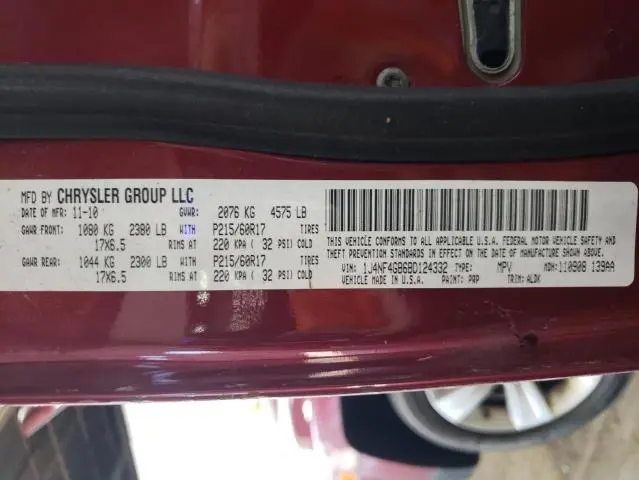 MFD BY CHRYSLER GROUP LLC
DATE OF MFR: 11-10 GVWR: 2076 KG 4575 LB
GAWR FRONT: 1080 KG 2380 LB WITH P215/60R17 TIRES
17X6.5 RIMS AT 220 KPA ( 32 PSI) COLD
GAWR REAR: 1044 KG 2300 LB WITH P215/60R17 TIRES
17X6.5 RIMS AT 220 KPA ( 32 PSI) COLD
THIS VEHICLE CONFORMS TO ALL APPLICABLE U.S.A. FEDERAL MOTOR VEHICLE SAFETY AND
THEFT PREVENTION STANDARDS IN EFFECT ON THE DATE OF MANUFACTURE SHOWN ABOVE.
VIN: 1J4NF4GB6BD124332 TYPE: MPV MDH: 110908 139AA
VEHICLE MADE IN U.S.A. PAINT: PRP TRIM: ALDK